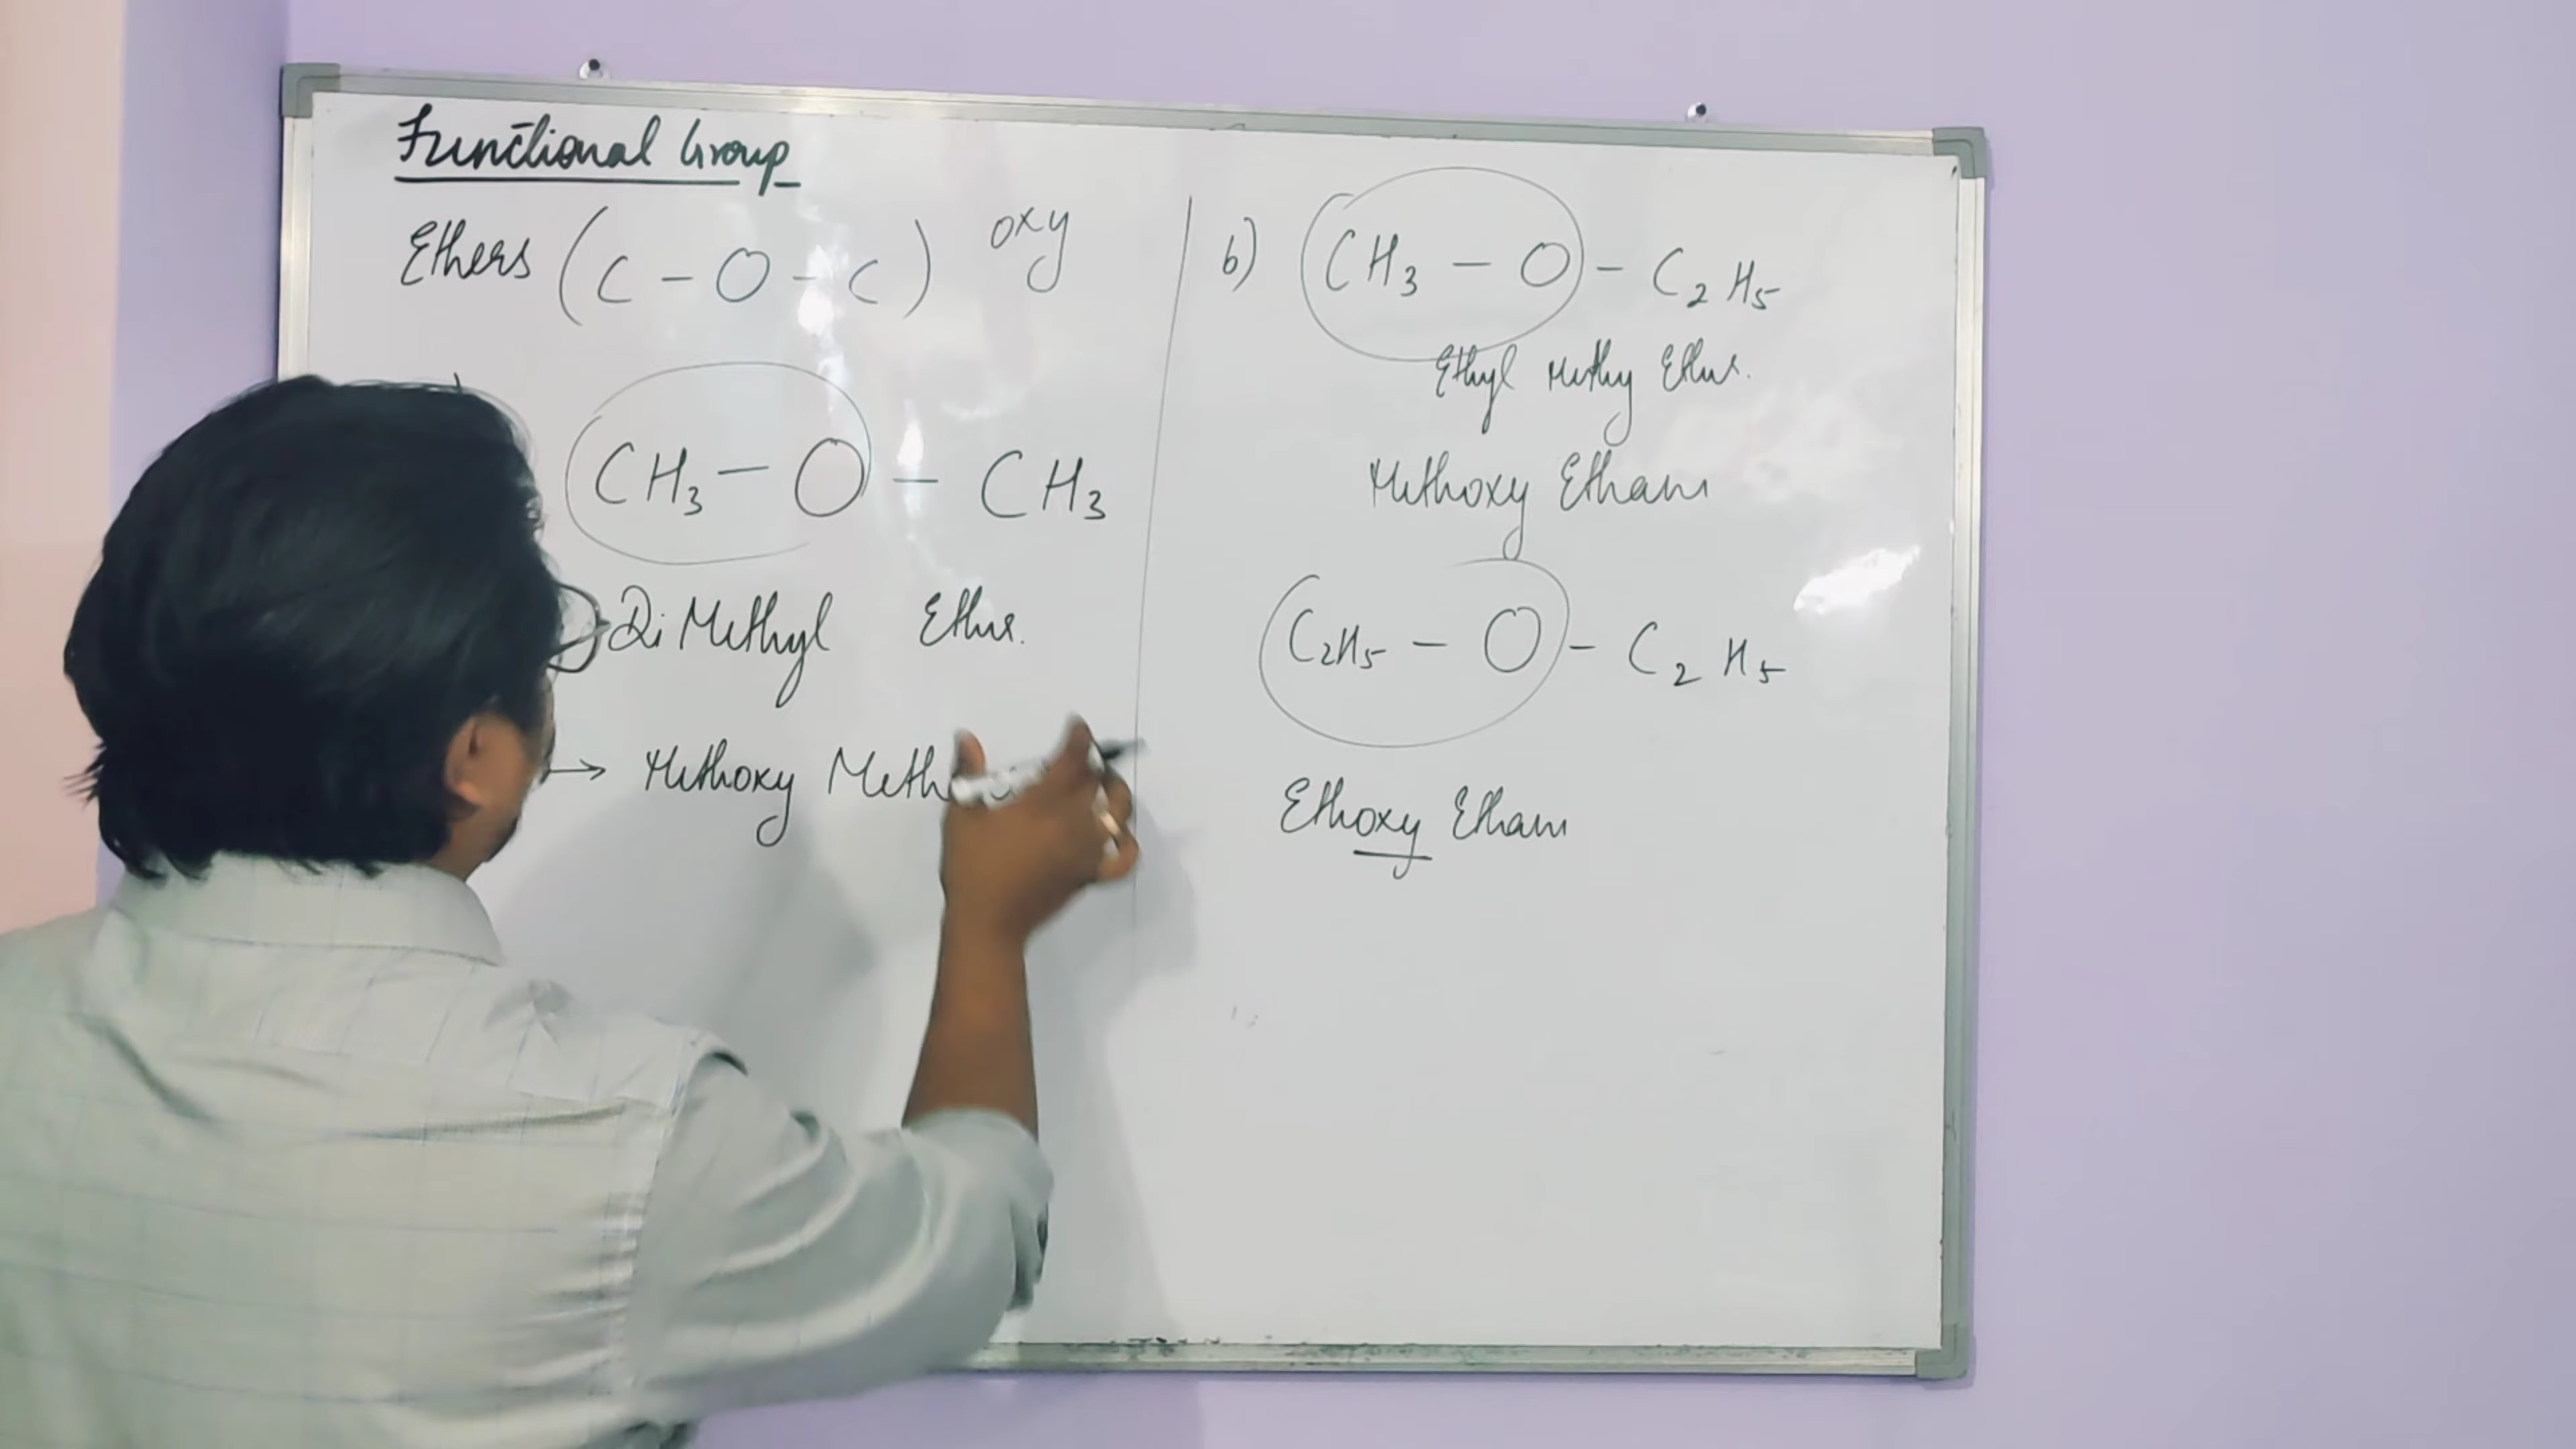 Functional Group
Ethers (C - O - C) oxy
CH3 - O - CH3
Di Methyl Ether.
→ Methoxy
b) CH3 - O - C2H5
Ethyl Methy Ether.
Methoxy Ethane
C2H5 - O - C2H5
Ethoxy Ethane